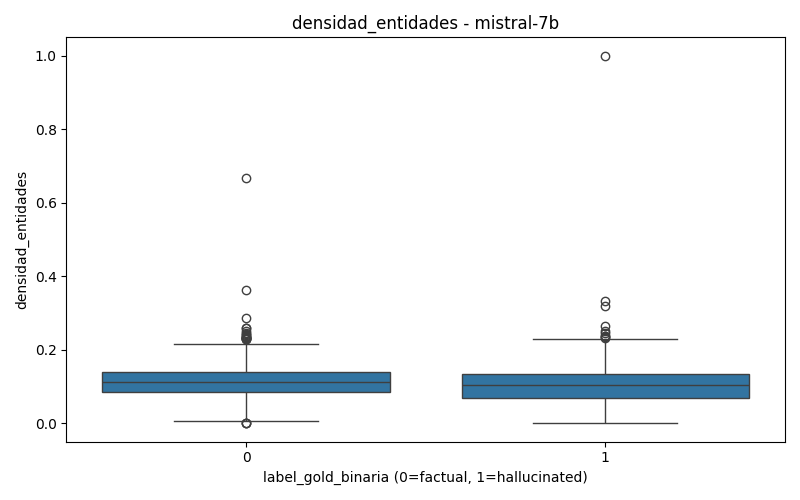 densidad_entidades - mistral-7b
densidad_entidades
1.0
0.8
0.6
0.4
0.2
0.0
0
1
label_gold_binaria (0=factual, 1=hallucinated)